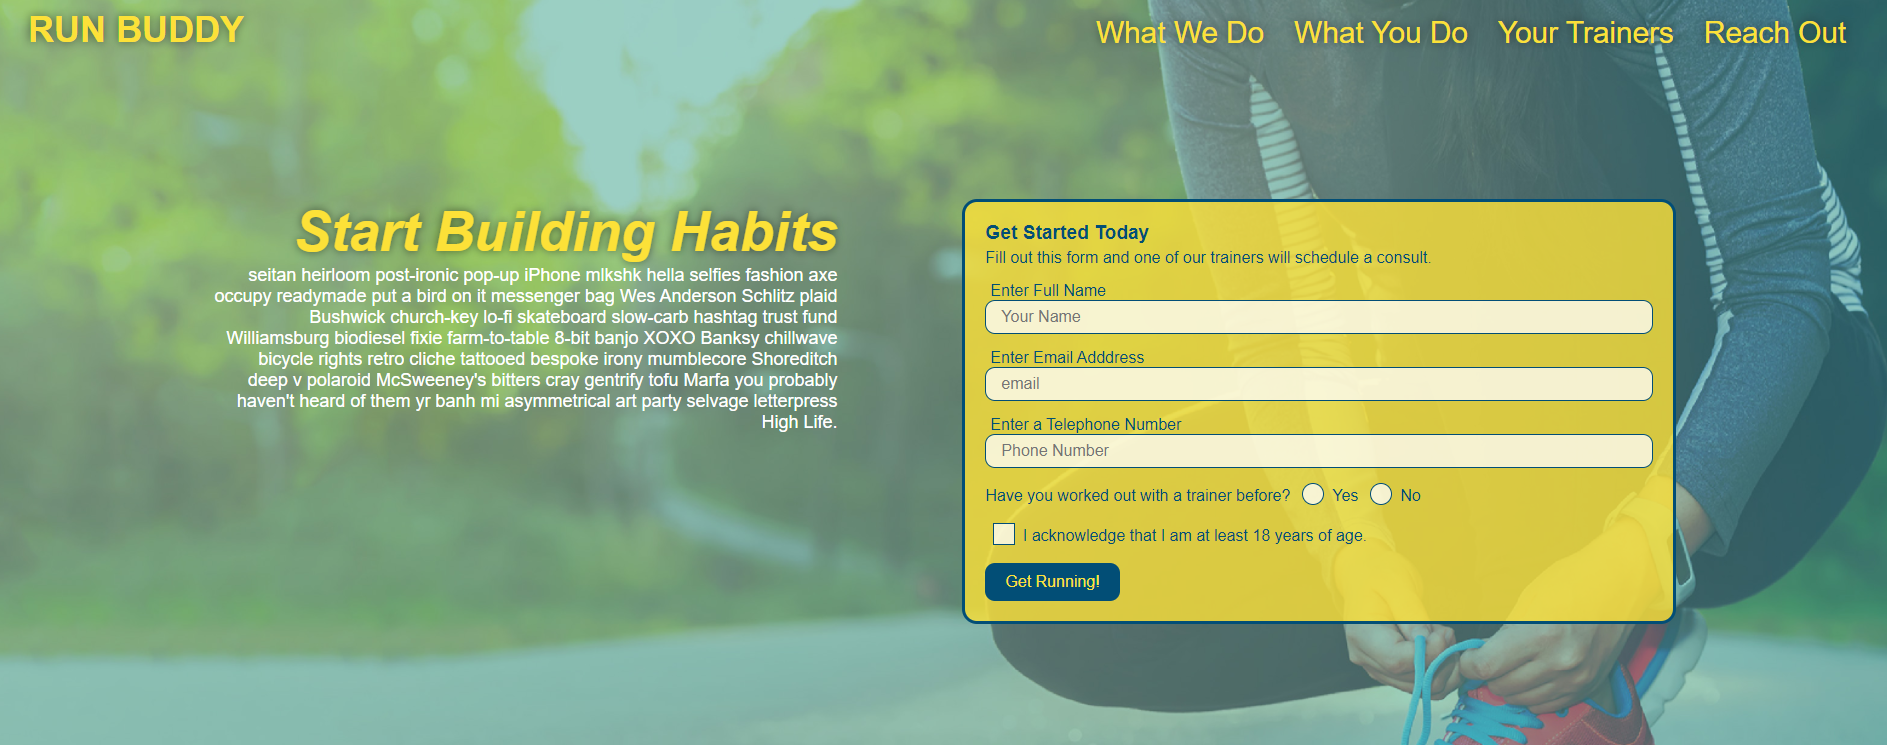 RUN BUDDY
What We Do What You Do Your Trainers Reach Out
Start Building Habits
seitan heirloom post-ironic pop-up iPhone mlkshk hella selfies fashion axe
occupy readymade put a bird on it messenger bag Wes Anderson Schlitz plaid
Bushwick church-key lo-fi skateboard slow-carb hashtag trust fund
Williamsburg biodiesel fixie farm-to-table 8-bit banjo XOXO Banksy chillwave
bicycle rights retro cliche tattooed bespoke irony mumblecore Shoreditch
deep v polaroid McSweeney's bitters cray gentrify tofu Marfa you probably
haven't heard of them yr banh mi asymmetrical art party selvage letterpress
High Life.
Get Started Today
Fill out this form and one of our trainers will schedule a consult.
Enter Full Name
Your Name
Enter Email Adddress
email
Enter a Telephone Number
Phone Number
Have you worked out with a trainer before? Yes No
I acknowledge that I am at least 18 years of age.
Get Running!